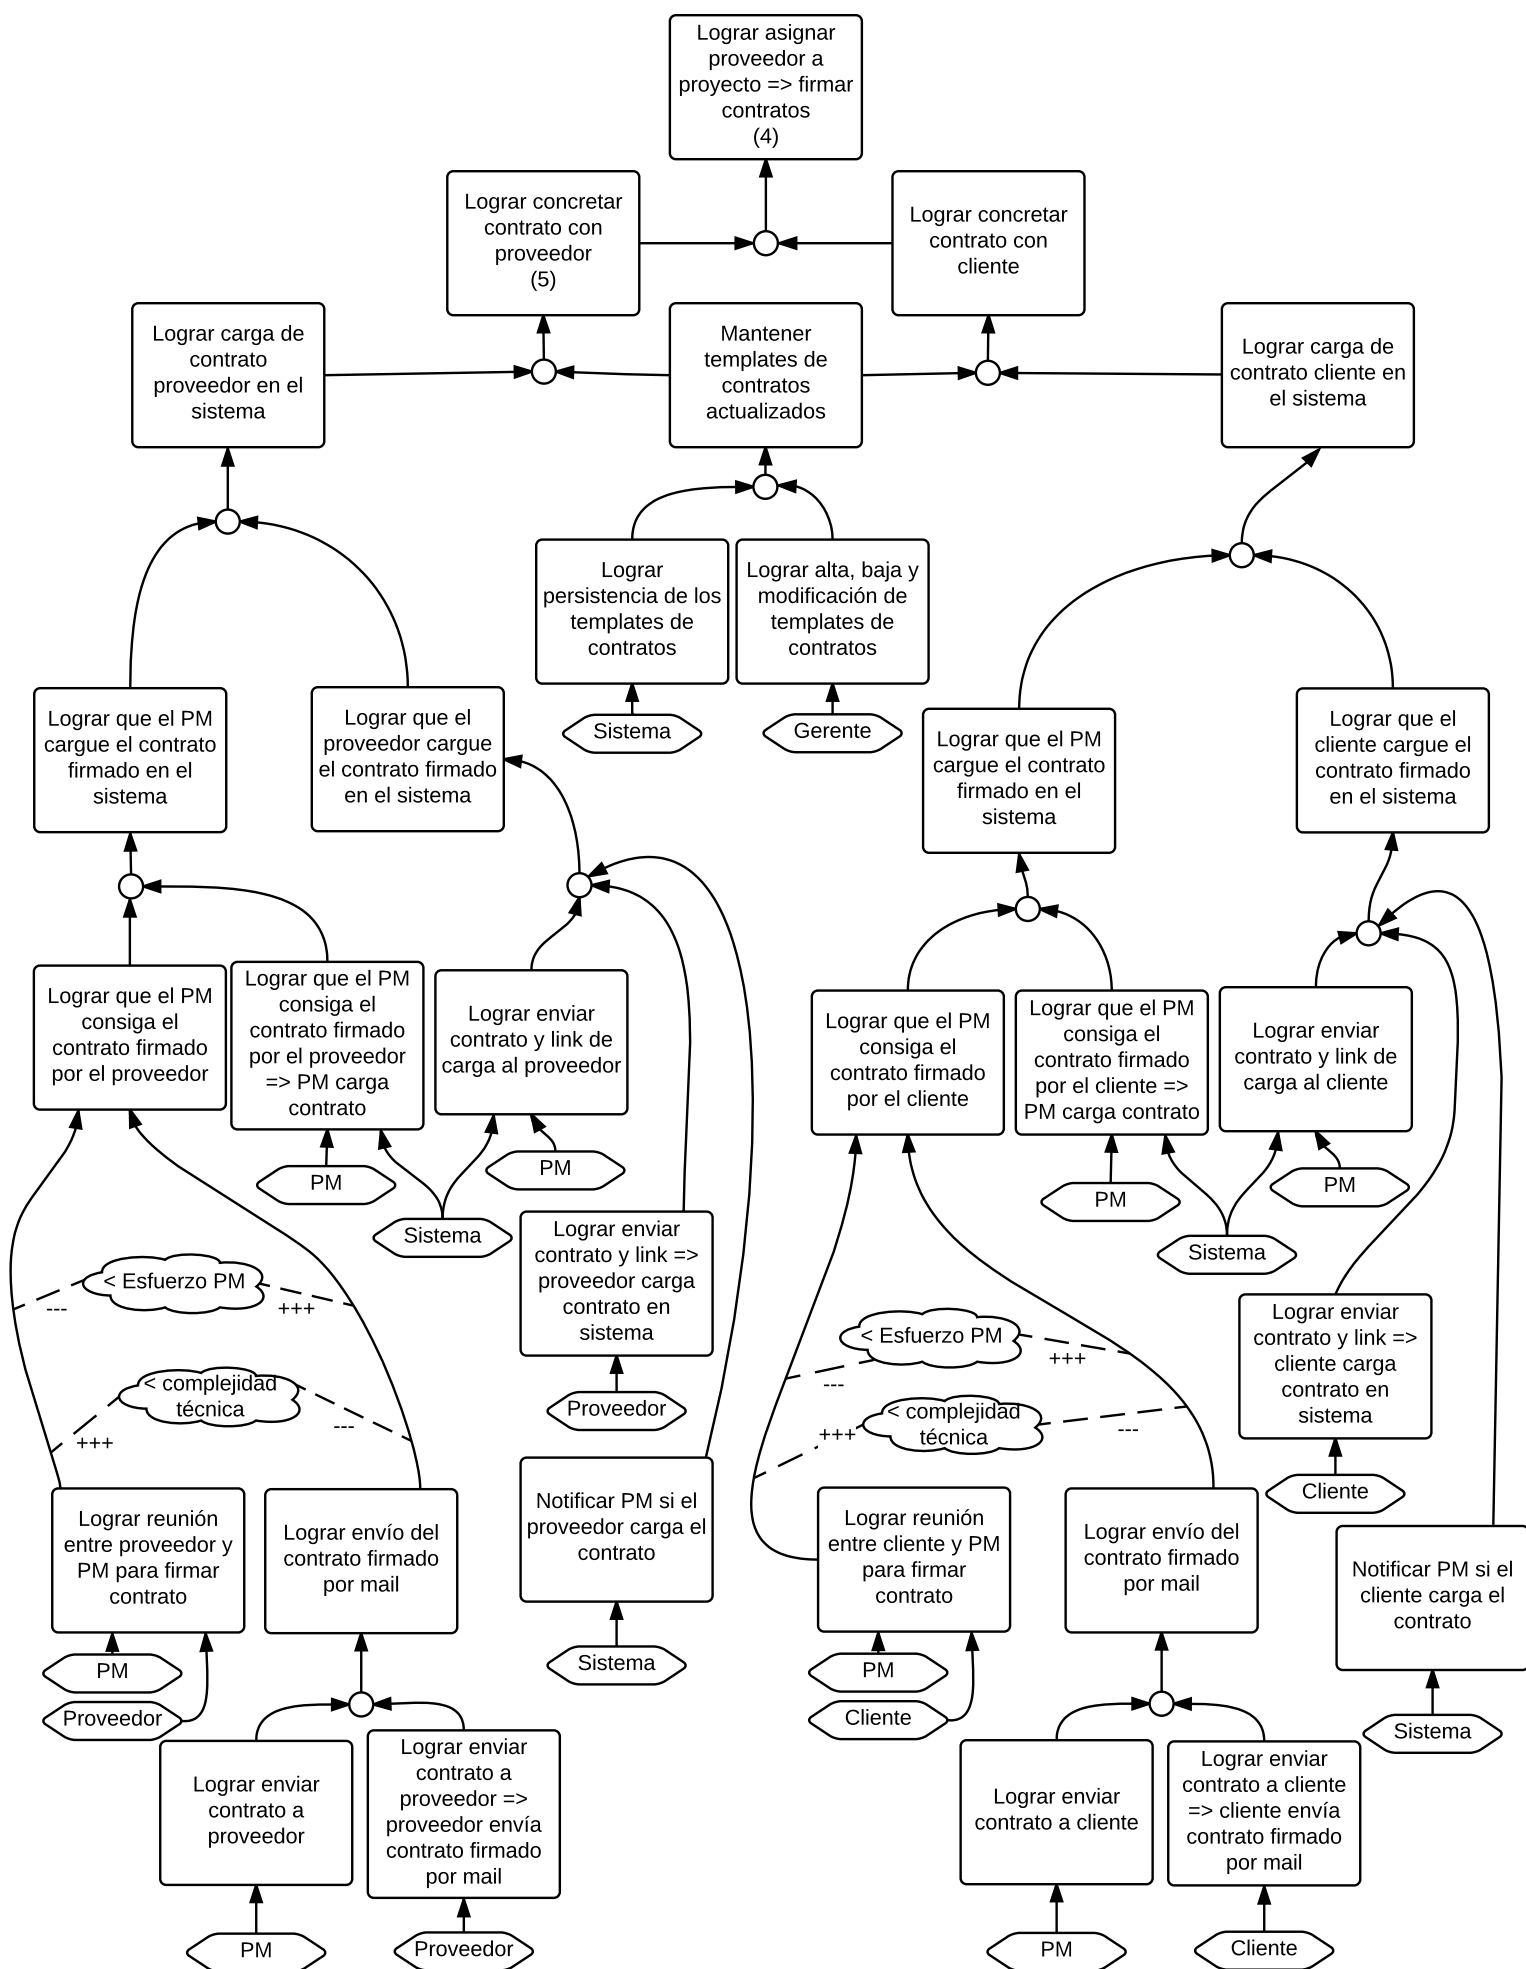 Lograr asignar
proveedor a
proyecto => firmar
contratos
(4)
Lograr concretar
contrato con
proveedor
(5)
Lograr concretar
contrato con
cliente
Lograr carga de
contrato
proveedor en el
sistema
Mantener
templates de
contratos
actualizados
Lograr carga de
contrato cliente en
el sistema
Lograr
persistencia de los
templates de
contratos
Lograr alta, baja y
modificación de
templates de
contratos
Sistema
Gerente
Lograr que el PM
cargue el contrato
firmado en el
sistema
Lograr que el
proveedor cargue
el contrato firmado
en el sistema
Lograr que el PM
cargue el contrato
firmado en el
sistema
Lograr que el
cliente cargue el
contrato firmado
en el sistema
Lograr que el PM
consiga el
contrato firmado
por el proveedor
Lograr que el PM
consiga el
contrato firmado
por el proveedor
=> PM carga
contrato
Lograr enviar
contrato y link de
carga al proveedor
Lograr que el PM
consiga el
contrato firmado
por el cliente
Lograr que el PM
consiga el
contrato firmado
por el cliente =>
PM carga contrato
Lograr enviar
contrato y link de
carga al cliente
PM
PM
Sistema
PM
PM
Sistema
Lograr enviar
contrato y link =>
proveedor carga
contrato en
sistema
Proveedor
< Esfuerzo PM
---
+++
< complejidad
técnica
+++
---
< Esfuerzo PM
---
+++
< complejidad
técnica
+++
---
Lograr enviar
contrato y link =>
cliente carga
contrato en
sistema
Cliente
Lograr reunión
entre proveedor y
PM para firmar
contrato
Lograr envío del
contrato firmado
por mail
Notificar PM si el
proveedor carga el
contrato
Lograr reunión
entre cliente y PM
para firmar
contrato
Lograr envío del
contrato firmado
por mail
Notificar PM si el
cliente carga el
contrato
PM
Proveedor
Sistema
PM
Cliente
Sistema
Lograr enviar
contrato a
proveedor
Lograr enviar
contrato a
proveedor =>
proveedor envía
contrato firmado
por mail
Lograr enviar
contrato a cliente
Lograr enviar
contrato a cliente
=> cliente envía
contrato firmado
por mail
PM
Proveedor
PM
Cliente